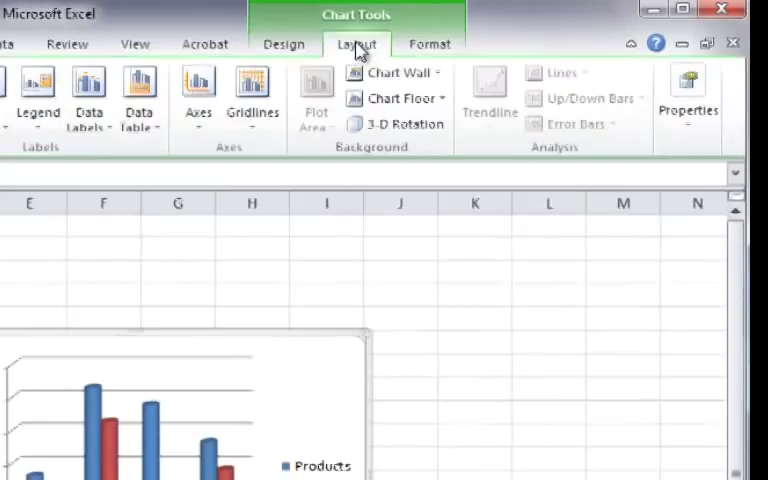 Microsoft Excel
Chart Tools
ta Review View Acrobat Design Layout Format
Legend
Data Labels
Data Table
Axes
Gridlines
Plot Area
Chart Wall
Chart Floor
3-D Rotation
Trendline
Lines
Up/Down Bars
Error Bars
Properties
Labels Axes Background Analysis
E F G H I J K L M N
Products